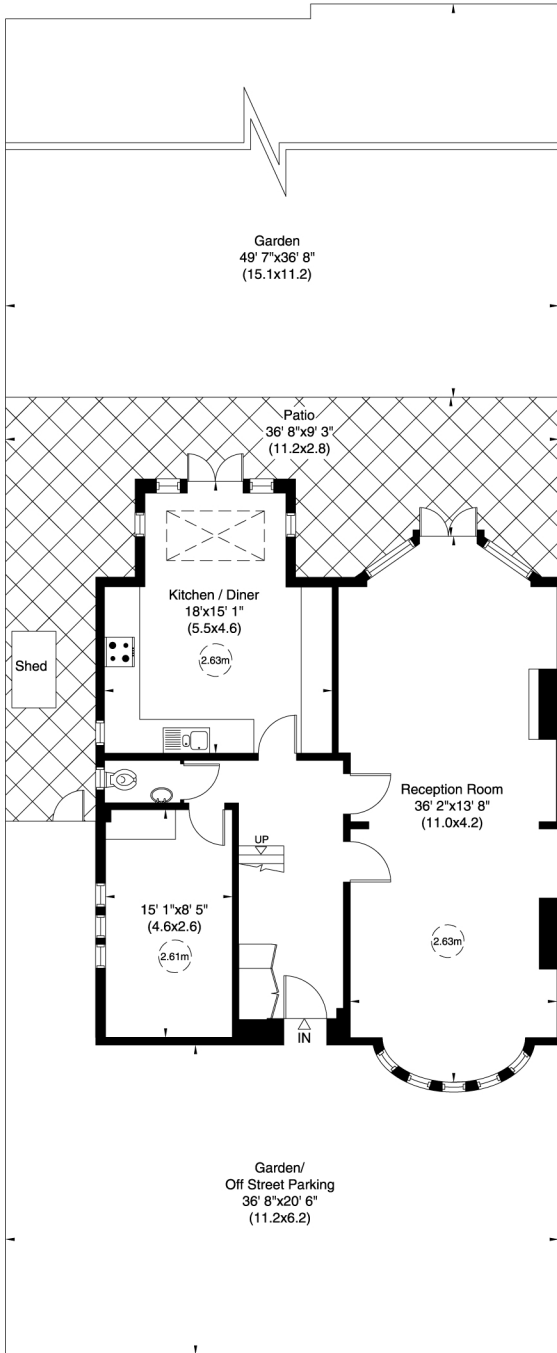 Garden
49' 7"x36' 8"
(15.1x11.2)
Patio
36' 8"x9' 3"
(11.2x2.8)
Kitchen / Diner
18'x15' 1"
(5.5x4.6)
2.63m
Shed
Reception Room
36' 2"x13' 8"
(11.0x4.2)
2.63m
UP
15' 1"x8' 5"
(4.6x2.6)
2.61m
IN
Garden/
Off Street Parking
36' 8"x20' 6"
(11.2x6.2)